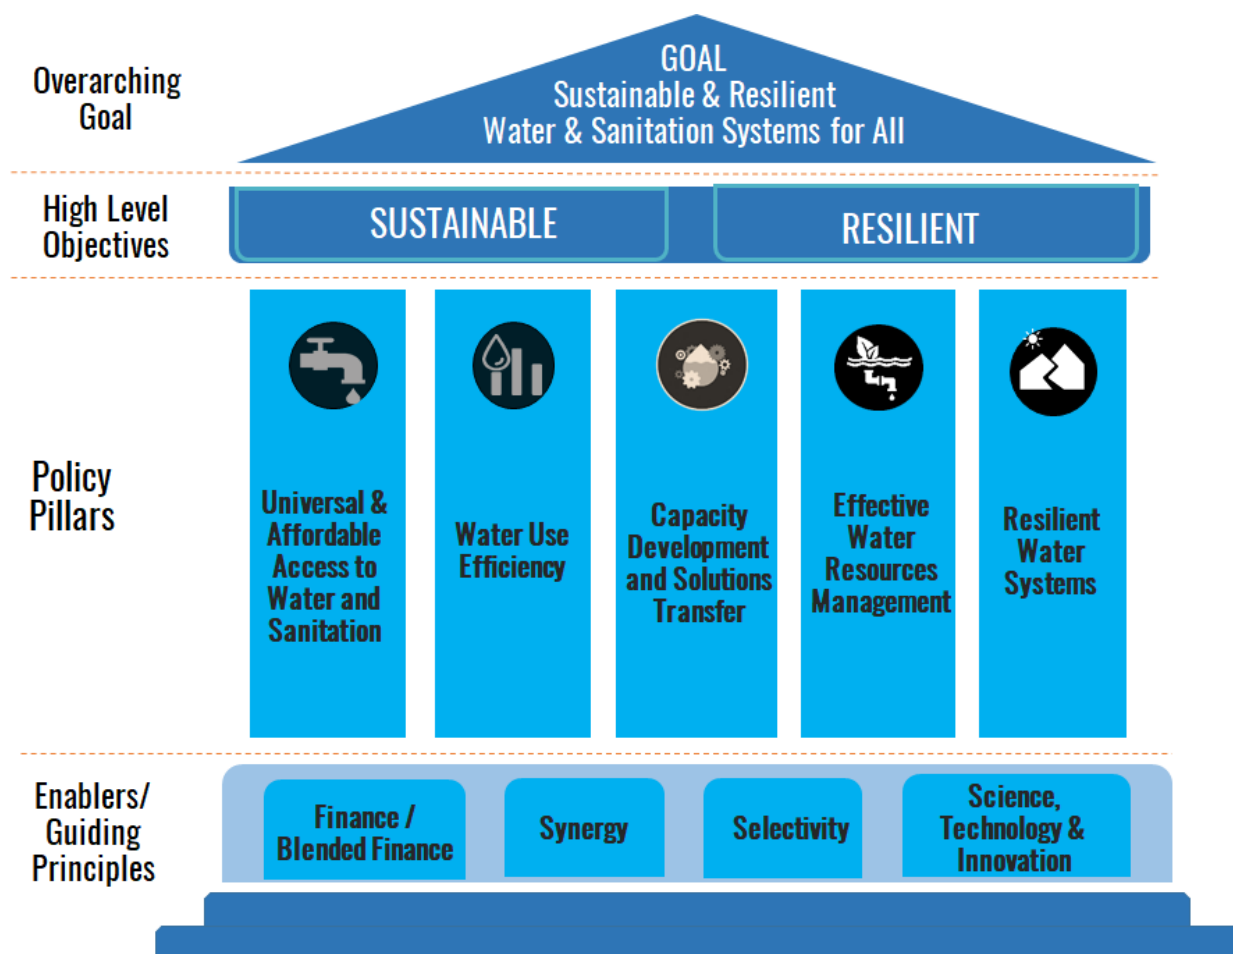 Overarching
Goal
GOAL
Sustainable & Resilient
Water & Sanitation Systems for All
High Level
Objectives
SUSTAINABLE
RESILIENT
Policy
Pillars
Universal &
Affordable
Access to
Water and
Sanitation
Water Use
Efficiency
Capacity
Development
and Solutions
Transfer
Effective
Water
Resources
Management
Resilient
Water
Systems
Enablers/
Guiding
Principles
Finance /
Blended Finance
Synergy
Selectivity
Science,
Technology &
Innovation